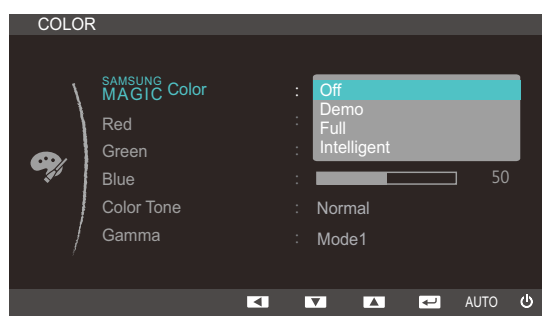 COLOR
SAMSUNG MAGIC Color : Off
Demo
Red :
Full
Green : Intelligent
Blue : 50
Color Tone : Normal
Gamma : Mode1
AUTO